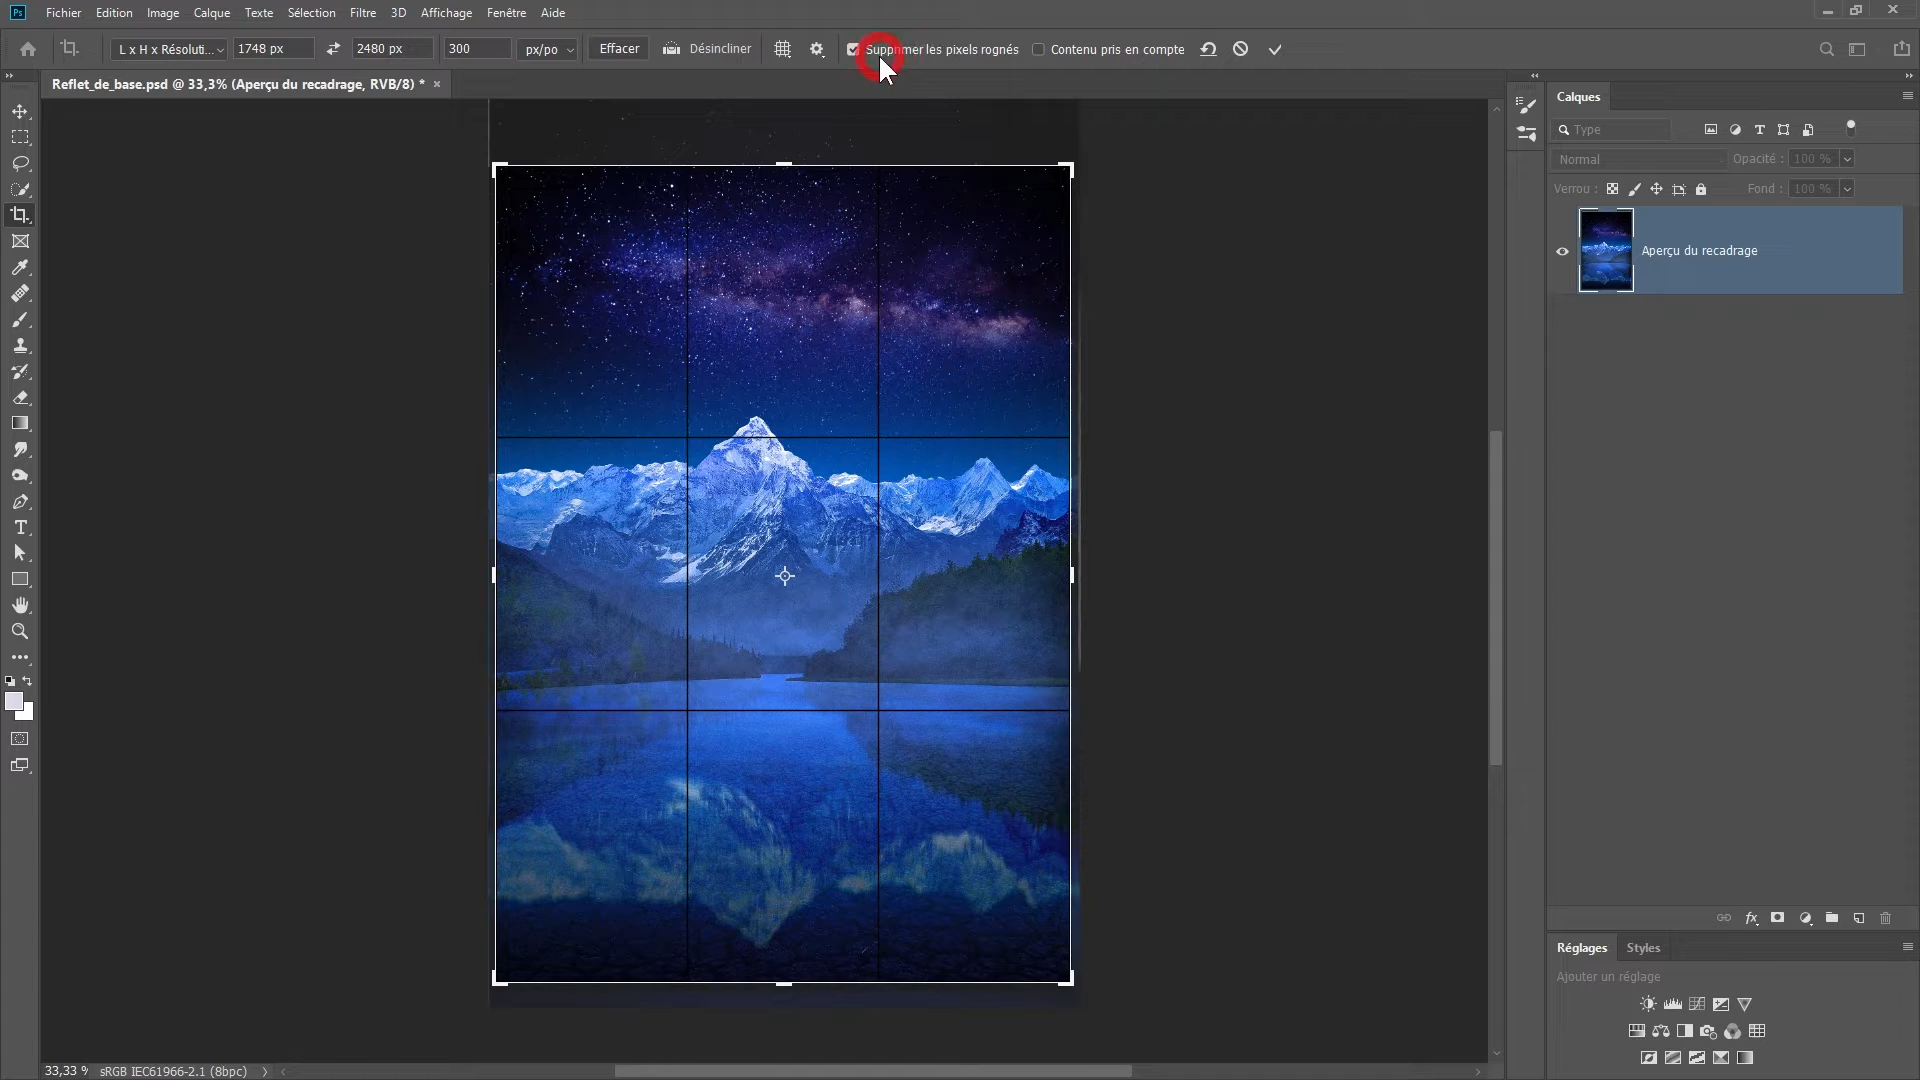 Ps Fichier Edition Image Calque Texte Sélection Filtre 3D Affichage Fenêtre Aide
L x H x Résoluti... 1748 px 2480 px 300 px/po Effacer Désincliner Supprimer les pixels rognés Contenu pris en compte
Reflet_de_base.psd @ 33,3% (Aperçu du recadrage, RVB/8) * ×
Calques
Type
Normal Opacité : 100 %
Verrou : Fond : 100 %
Aperçu du recadrage
fx
Réglages Styles
Ajouter un réglage
33,33 % sRGB IEC61966-2.1 (8bpc)